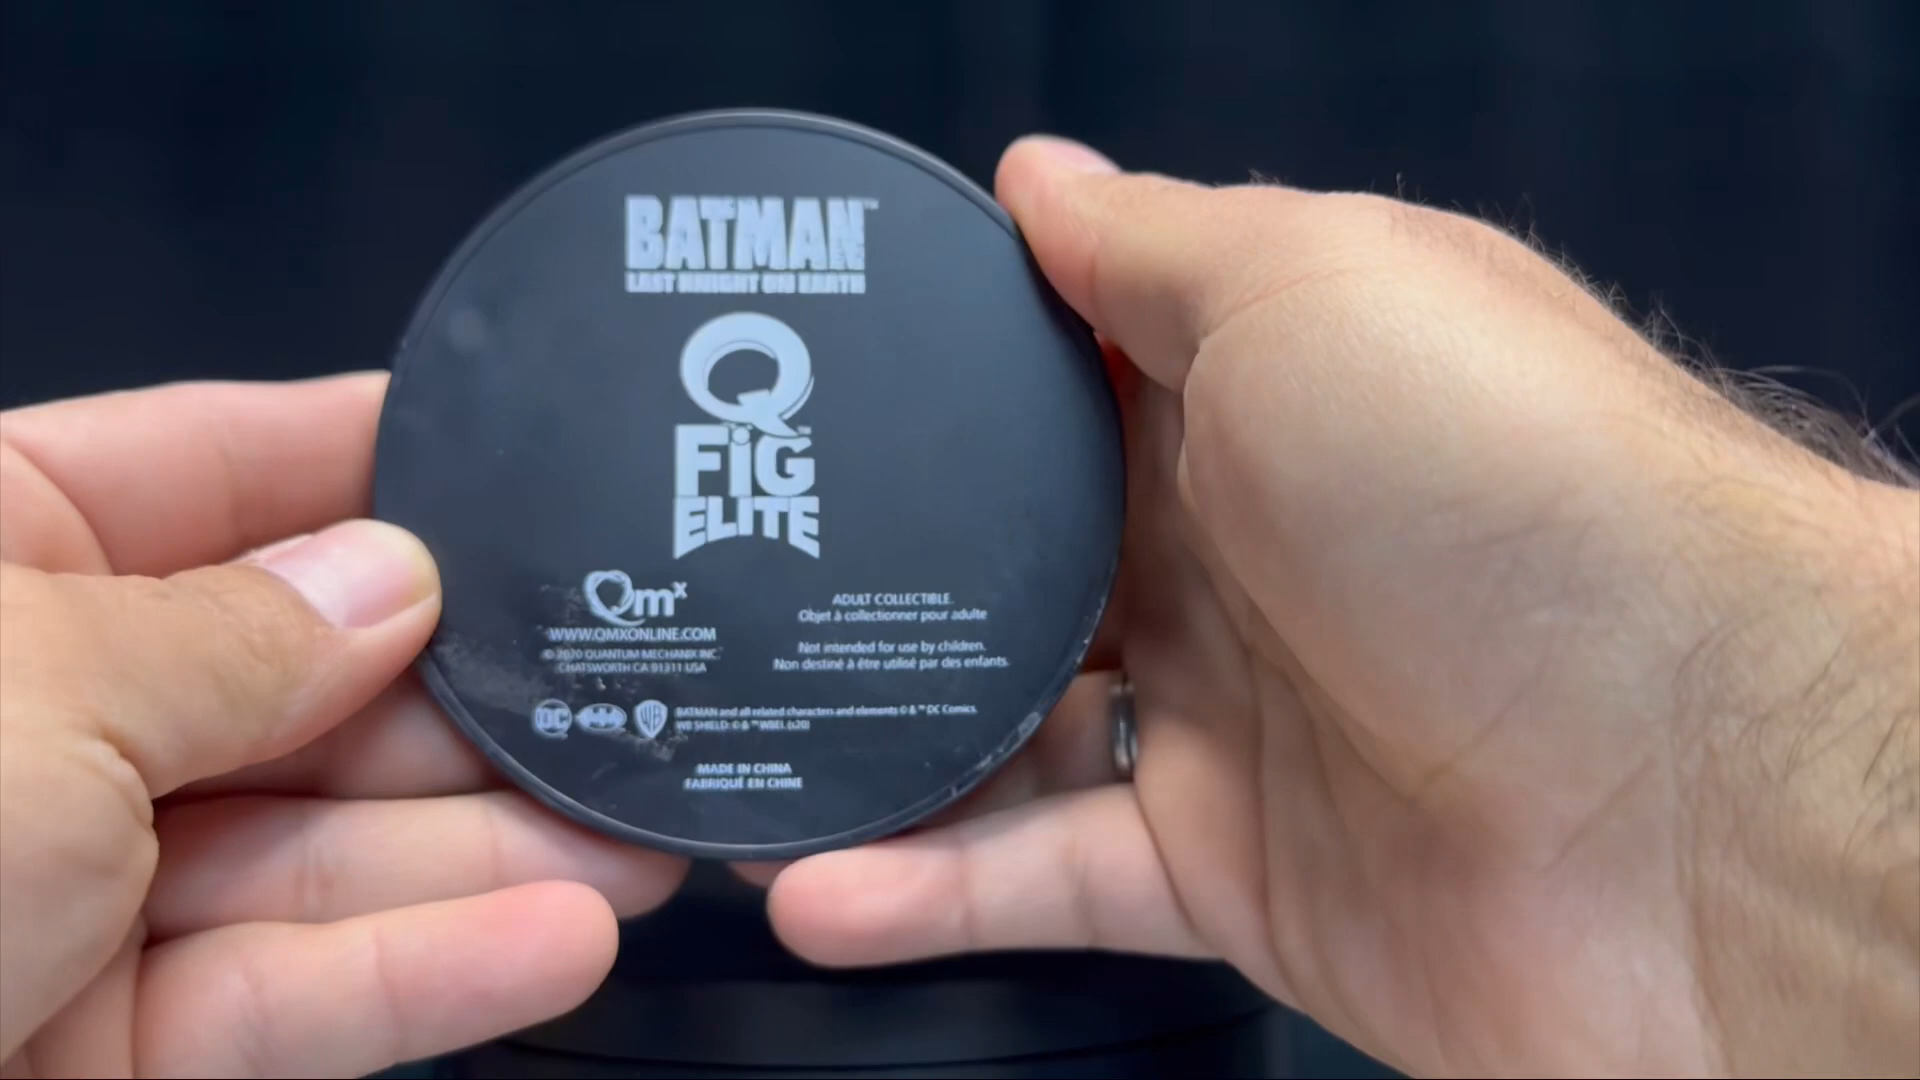 BATMAN™
LAST KNIGHT ON EARTH
Q
FiG™
ELITE
Qmx
WWW.QMXONLINE.COM
© 2020 QUANTUM MECHANIX INC.
CHATSWORTH CA 91311 USA
ADULT COLLECTIBLE.
Objet à collectionner pour adulte
Not intended for use by children.
Non destiné à être utilisé par des enfants.
DC
WB
BATMAN and all related characters and elements © & ™ DC Comics.
WB SHIELD: © & ™ WBEI. (s20)
MADE IN CHINA
FABRIQUÉ EN CHINE